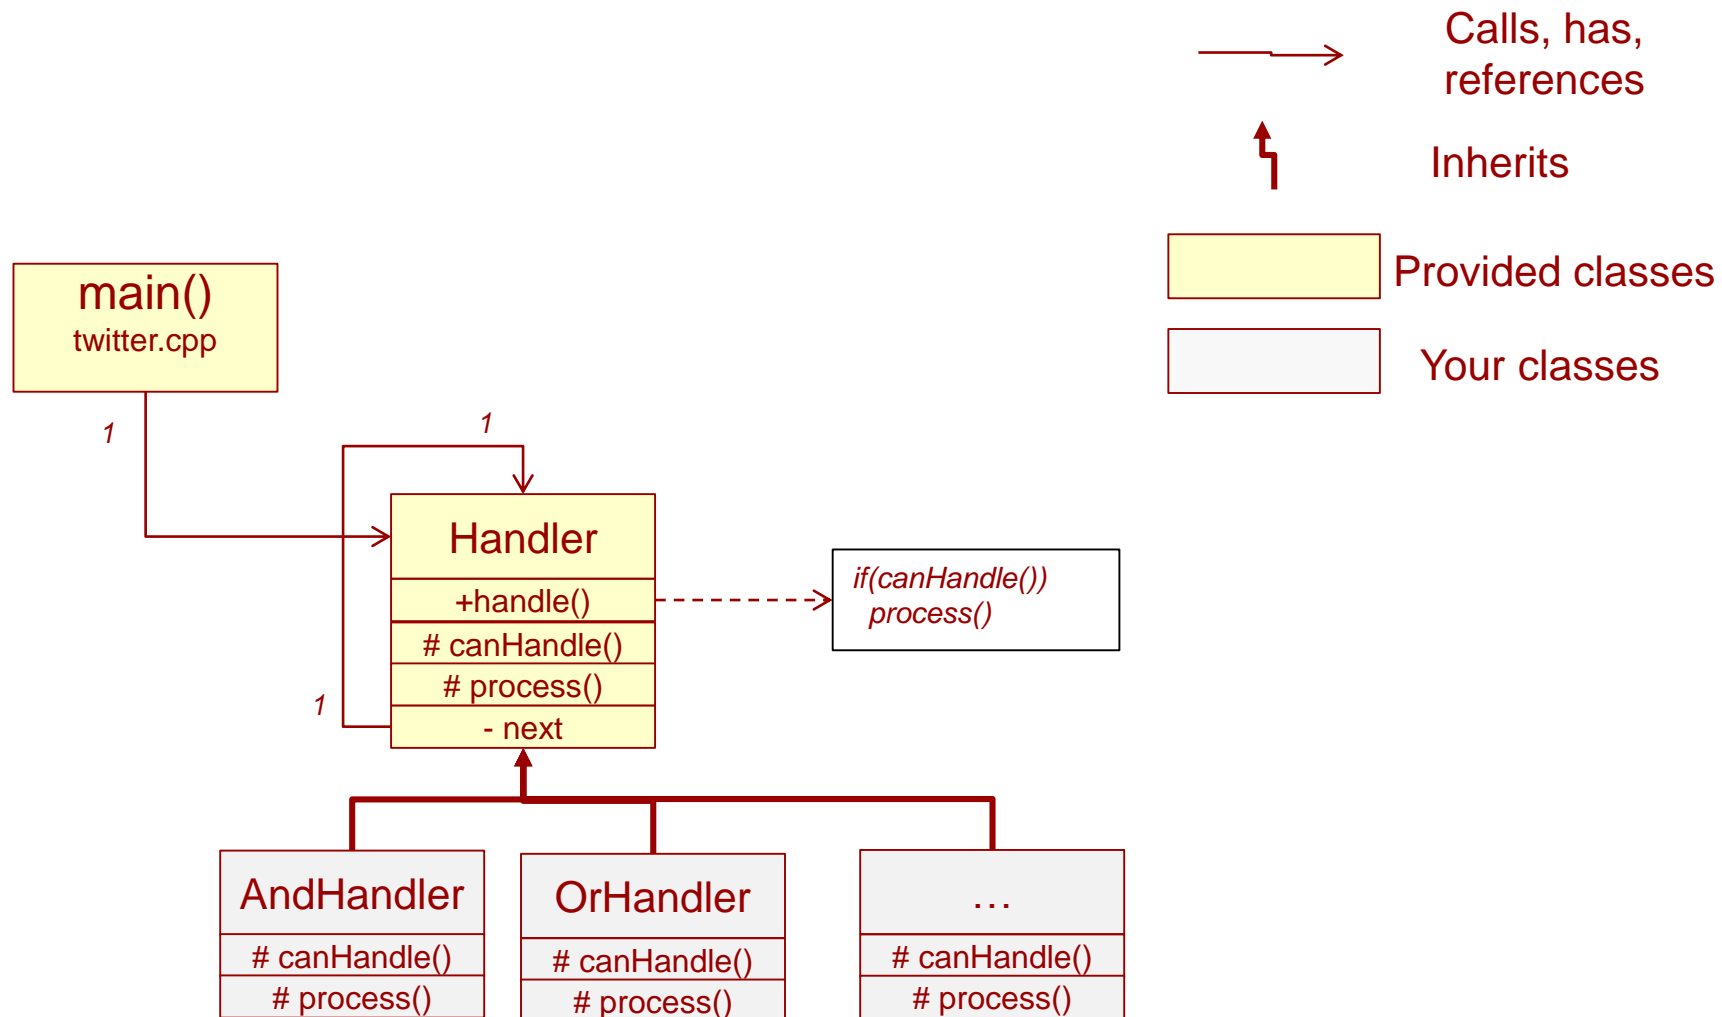 Calls, has,
references
Inherits
Provided classes
Your classes
main()
twitter.cpp
1
1
Handler
+handle()
# canHandle()
# process()
- next
1
if(canHandle())
process()
AndHandler
# canHandle()
# process()
OrHandler
# canHandle()
# process()
…
# canHandle()
# process()